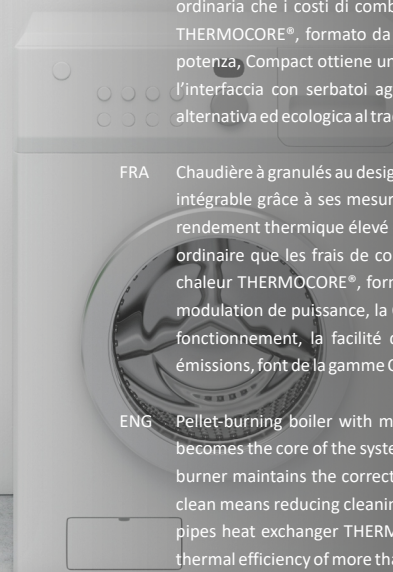 ordinaria che i costi di comb
THERMOCORE®, formato da
potenza, Compact ottiene un
l’interfaccia con serbatoi ag
alternativa ed ecologica al trad
FRA Chaudière à granulés au desig
intégrable grâce à ses mesur
rendement thermique élevé
ordinaire que les frais de co
chaleur THERMOCORE®, form
modulation de puissance, la
fonctionnement, la facilité d
émissions, font de la gamme C
ENG Pellet-burning boiler with m
becomes the core of the syste
burner maintains the correct
clean means reducing cleanin
pipes heat exchanger THERM
thermal efficiency of more tha